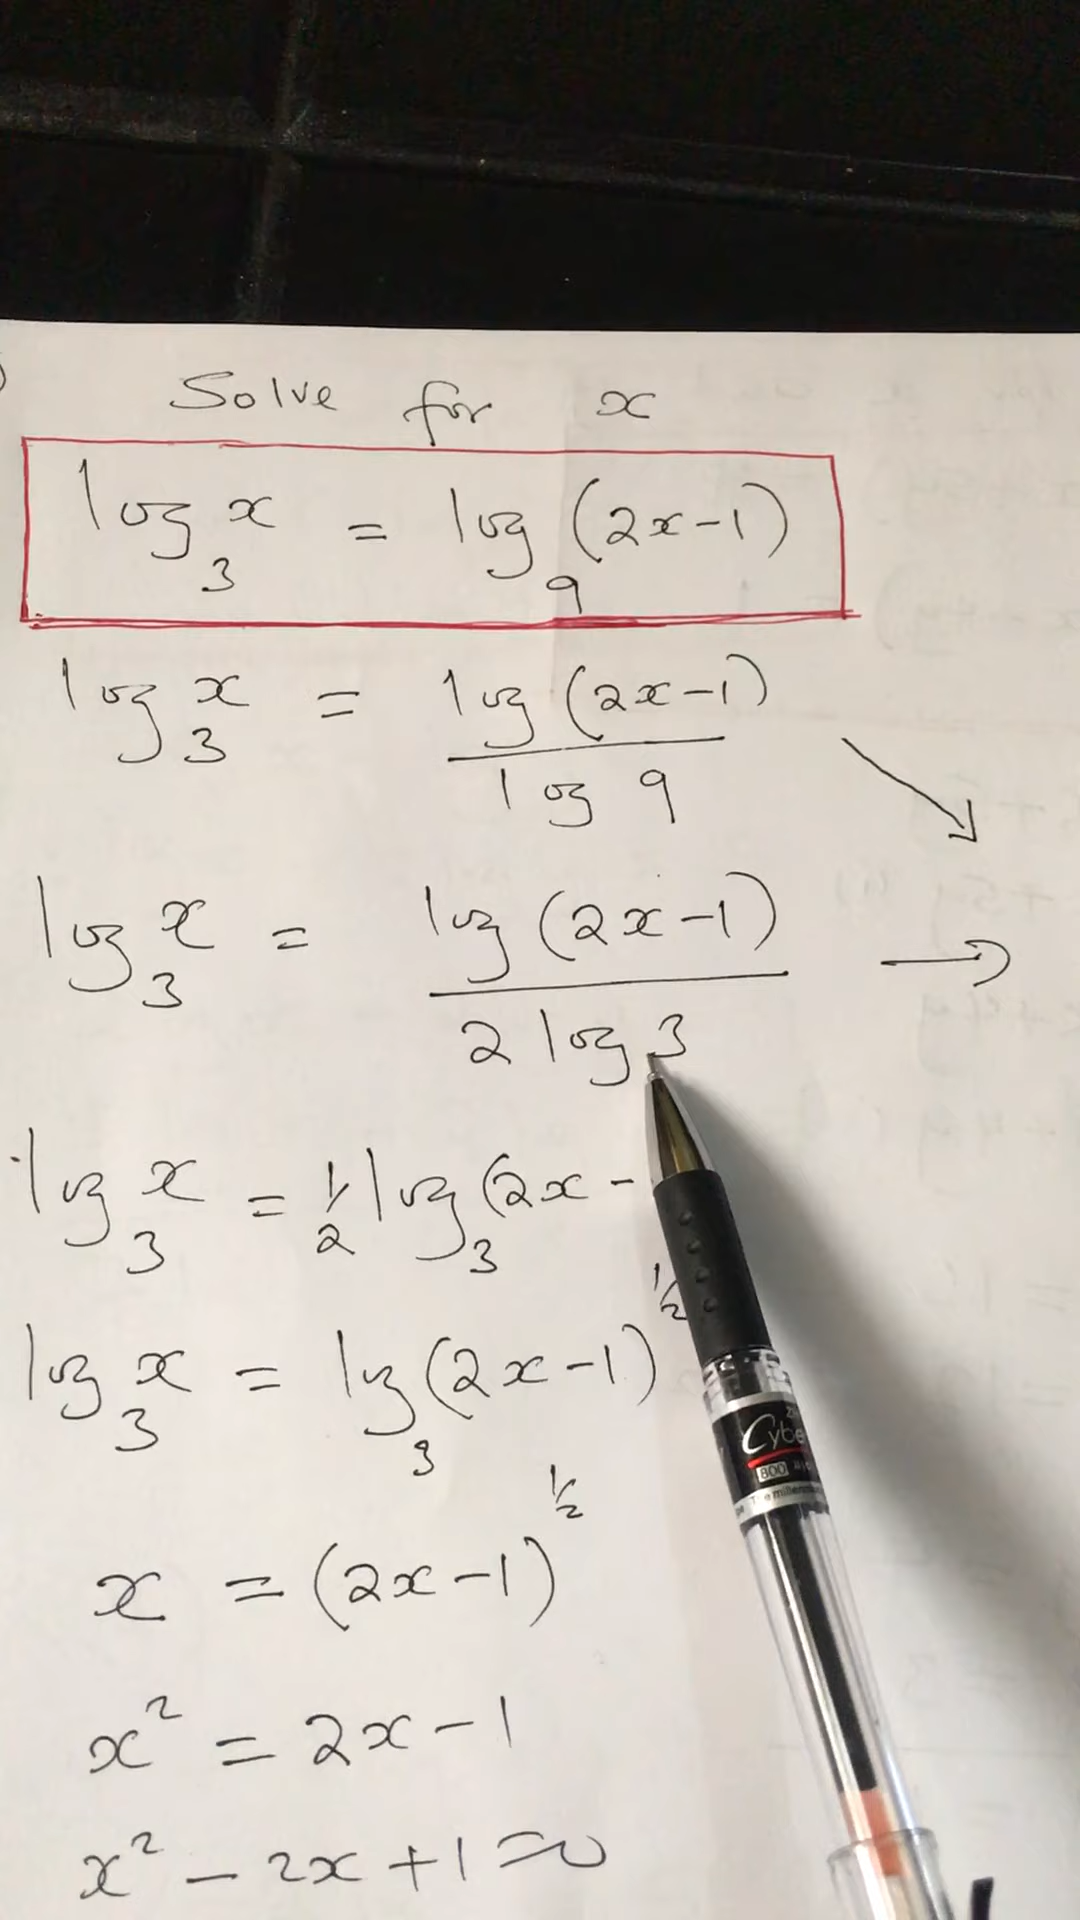 Solve for x
log₃ x = log₉ (2x-1)
log₃ x = log (2x-1) / log 9
log₃ x = log (2x-1) / 2 log 3
log₃ x = 1/2 log₃ (2x -
log₃ x = log₃ (2x-1)^1/2
x = (2x-1)^1/2
x² = 2x-1
x² - 2x + 1 = 0
Cybe
800